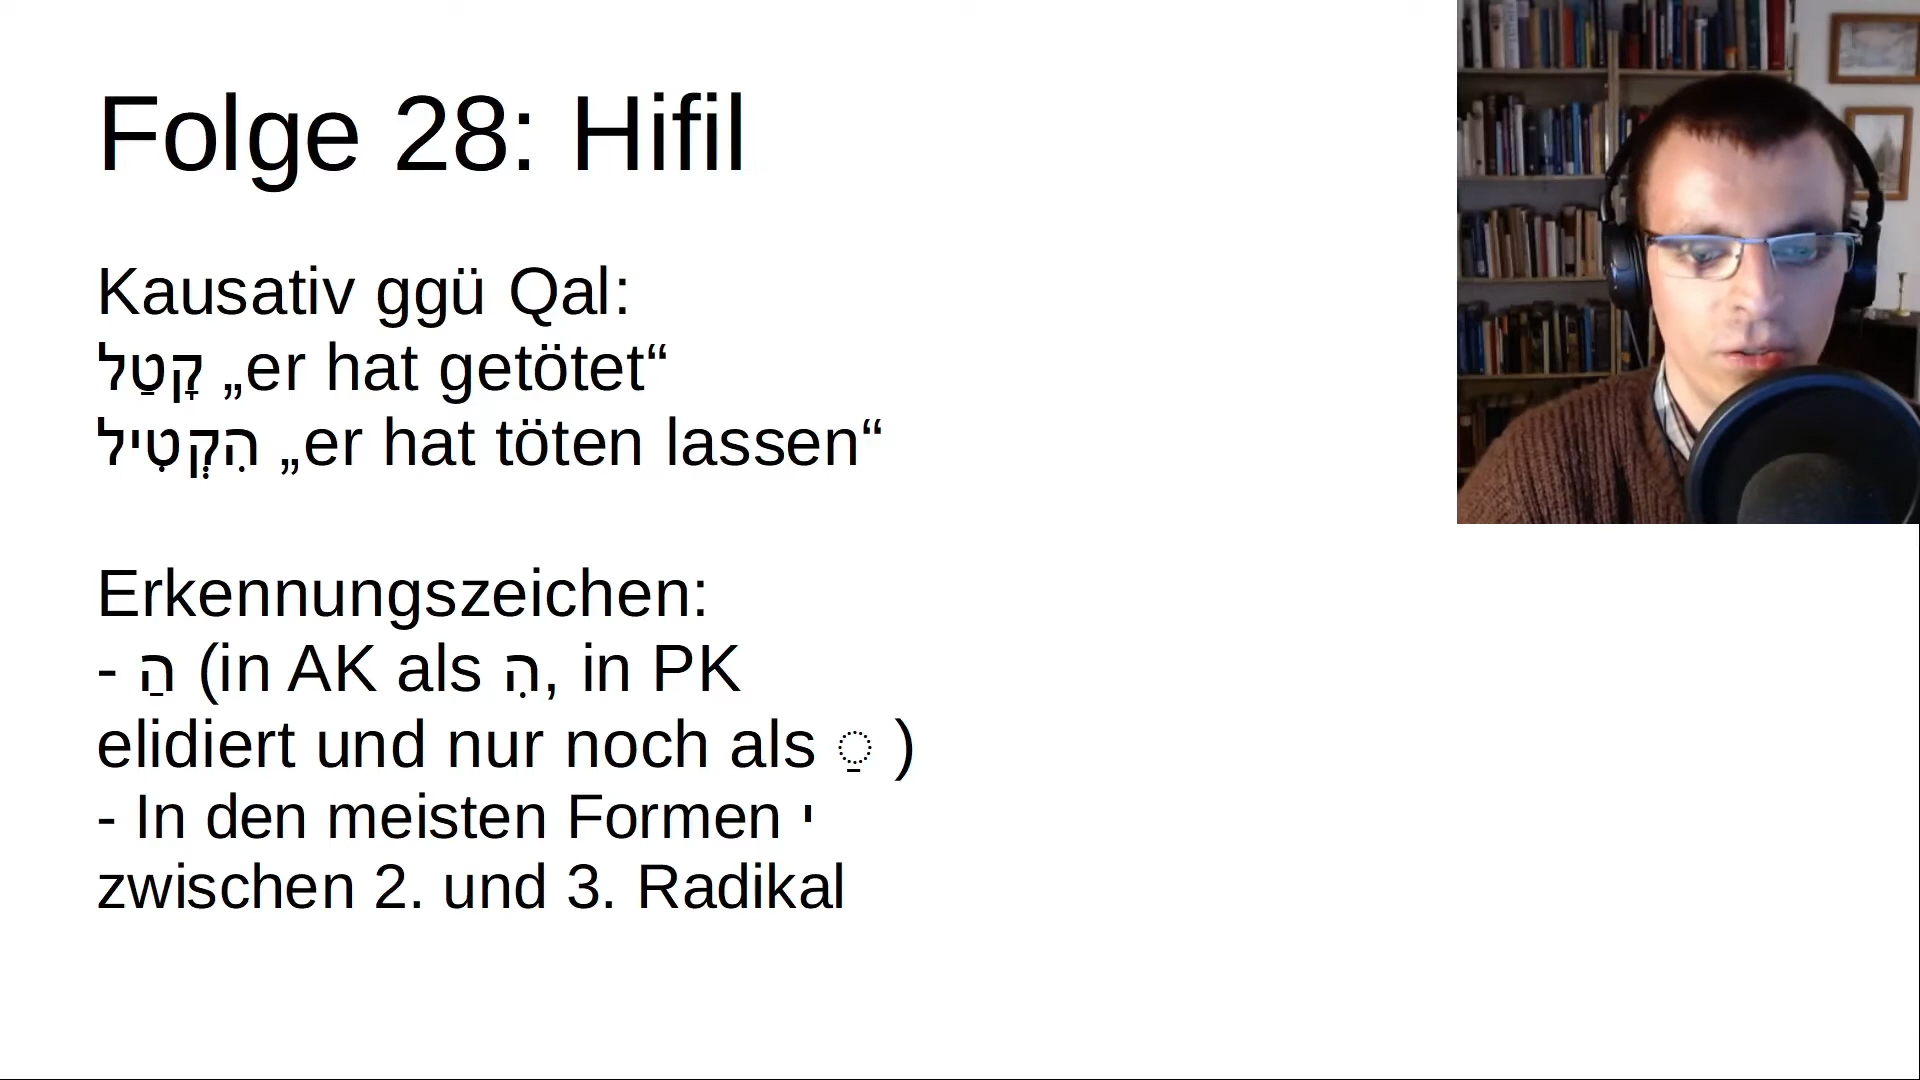 Folge 28: Hifil
Kausativ ggü Qal:
קָטַל „er hat getötet“
הִקְטִיל „er hat töten lassen“
Erkennungszeichen:
- הַ (in AK als הִ, in PK
elidiert und nur noch als ◌ַ )
- In den meisten Formen י
zwischen 2. und 3. Radikal